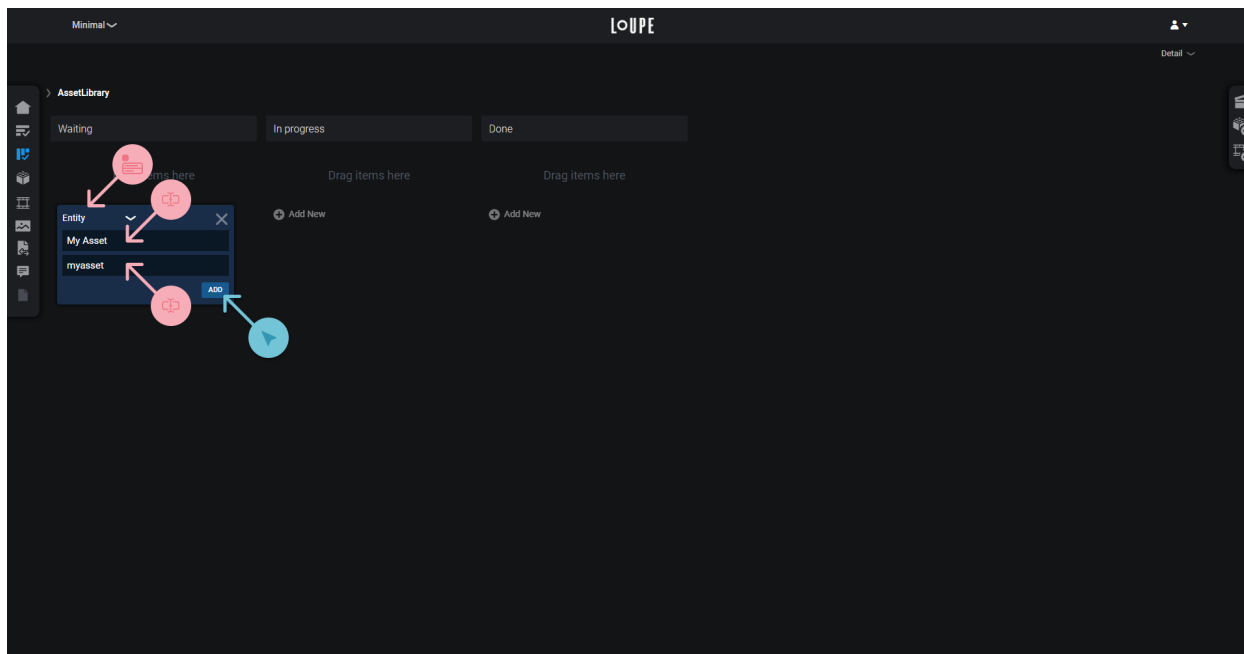 Minimal
LOUPE
Detail
AssetLibrary
Waiting
In progress
Done
ems here
Drag items here
Drag items here
Entity
Add New
Add New
My Asset
myasset
ADD